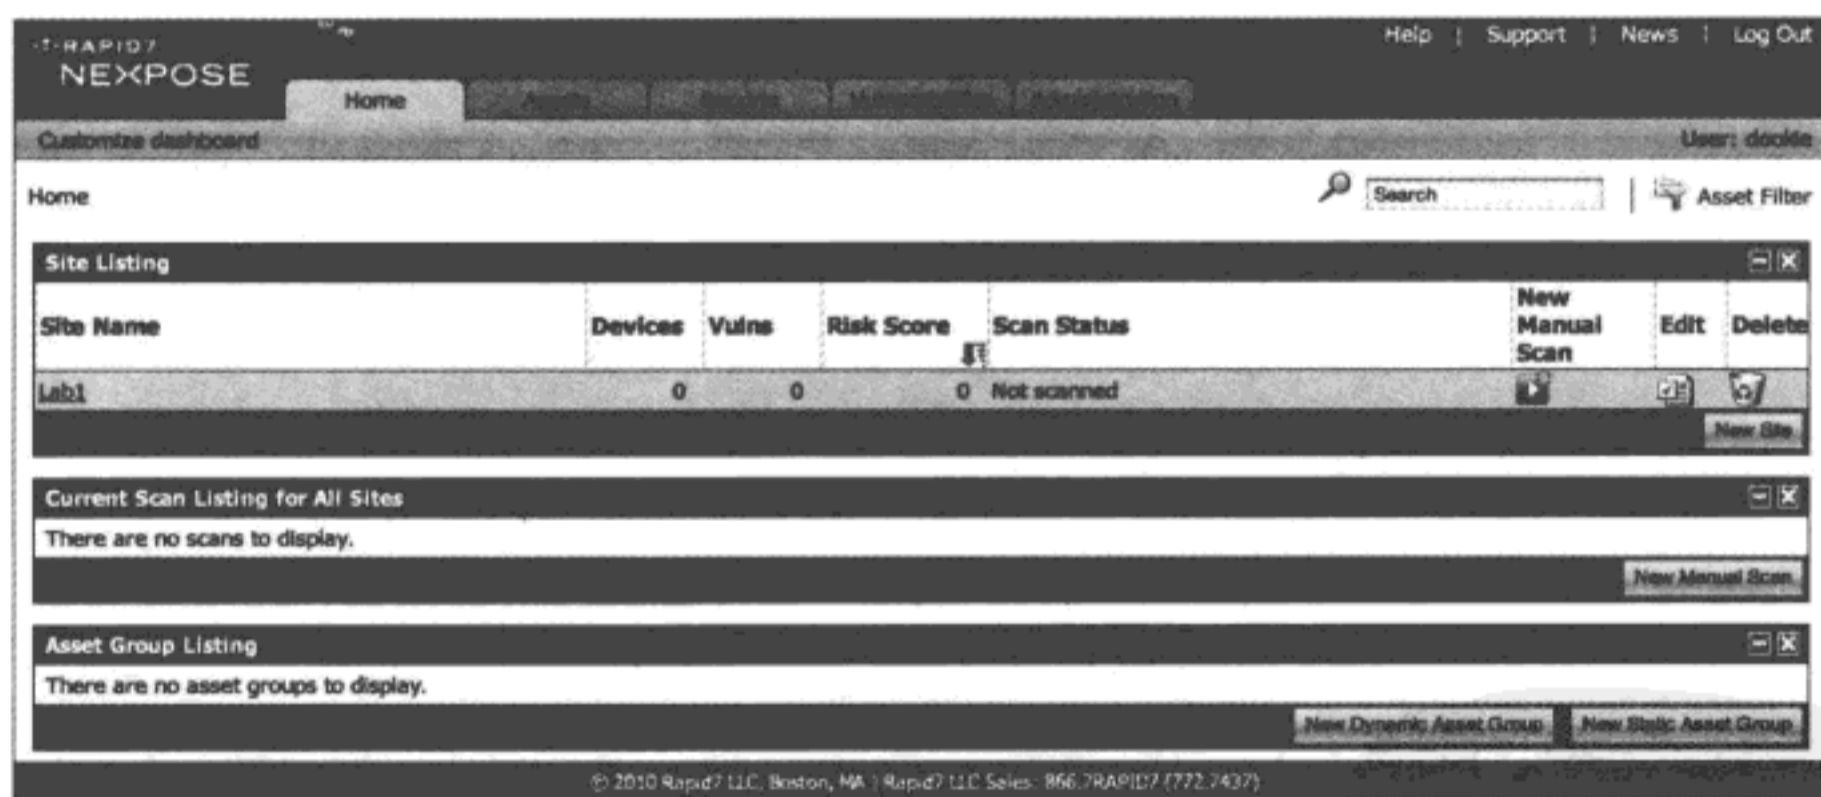 RAPID7
NEXPOSE
Help | Support | News | Log Out
Home
Customize dashboard
User: dookie
Home
Search
Asset Filter
Site Listing
Site Name Devices Vulns Risk Score Scan Status New Manual Scan Edit Delete
Lab1 0 0 0 Not scanned
New Site
Current Scan Listing for All Sites
There are no scans to display.
New Manual Scan
Asset Group Listing
There are no asset groups to display.
New Dynamic Asset Group New Static Asset Group
© 2010 Rapid7 LLC, Boston, MA | Rapid7 LLC Sales: 866.7RAPID7 (772.7437)